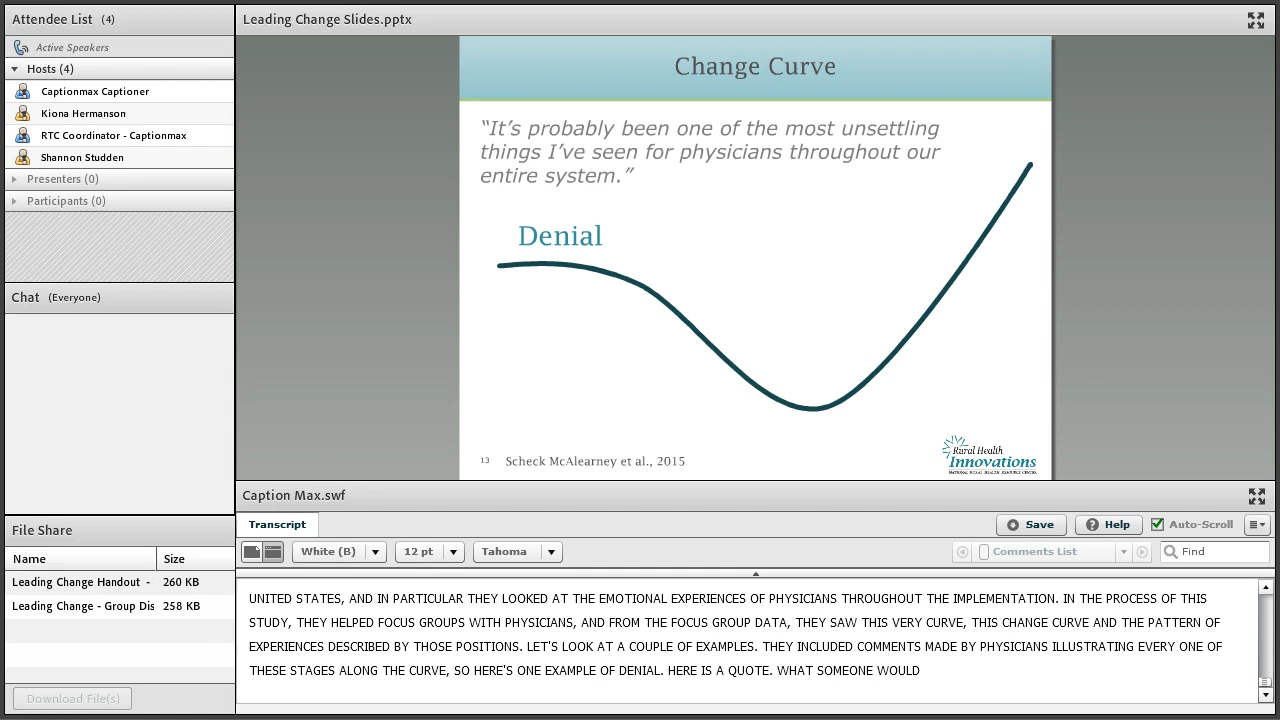 Attendee List (4)
Active Speakers
Hosts (4)
Captionmax Captioner
Kiona Hermanson
RTC Coordinator - Captionmax
Shannon Studden
Presenters (0)
Participants (0)
Chat (Everyone)
File Share
Name Size
Leading Change Handout - 260 KB
Leading Change - Group Dis 258 KB
Download File(s)
Leading Change Slides.pptx
Change Curve
“It’s probably been one of the most unsettling
things I’ve seen for physicians throughout our
entire system.”
Denial
13 Scheck McAlearney et al., 2015
Rural Health
Innovations
NATIONAL RURAL HEALTH RESOURCE CENTER
Caption Max.swf
Transcript Save Help Auto-Scroll
White (B) 12 pt Tahoma Comments List Find
UNITED STATES, AND IN PARTICULAR THEY LOOKED AT THE EMOTIONAL EXPERIENCES OF PHYSICIANS THROUGHOUT THE IMPLEMENTATION. IN THE PROCESS OF THIS
STUDY, THEY HELPED FOCUS GROUPS WITH PHYSICIANS, AND FROM THE FOCUS GROUP DATA, THEY SAW THIS VERY CURVE, THIS CHANGE CURVE AND THE PATTERN OF
EXPERIENCES DESCRIBED BY THOSE POSITIONS. LET'S LOOK AT A COUPLE OF EXAMPLES. THEY INCLUDED COMMENTS MADE BY PHYSICIANS ILLUSTRATING EVERY ONE OF
THESE STAGES ALONG THE CURVE, SO HERE'S ONE EXAMPLE OF DENIAL. HERE IS A QUOTE. WHAT SOMEONE WOULD